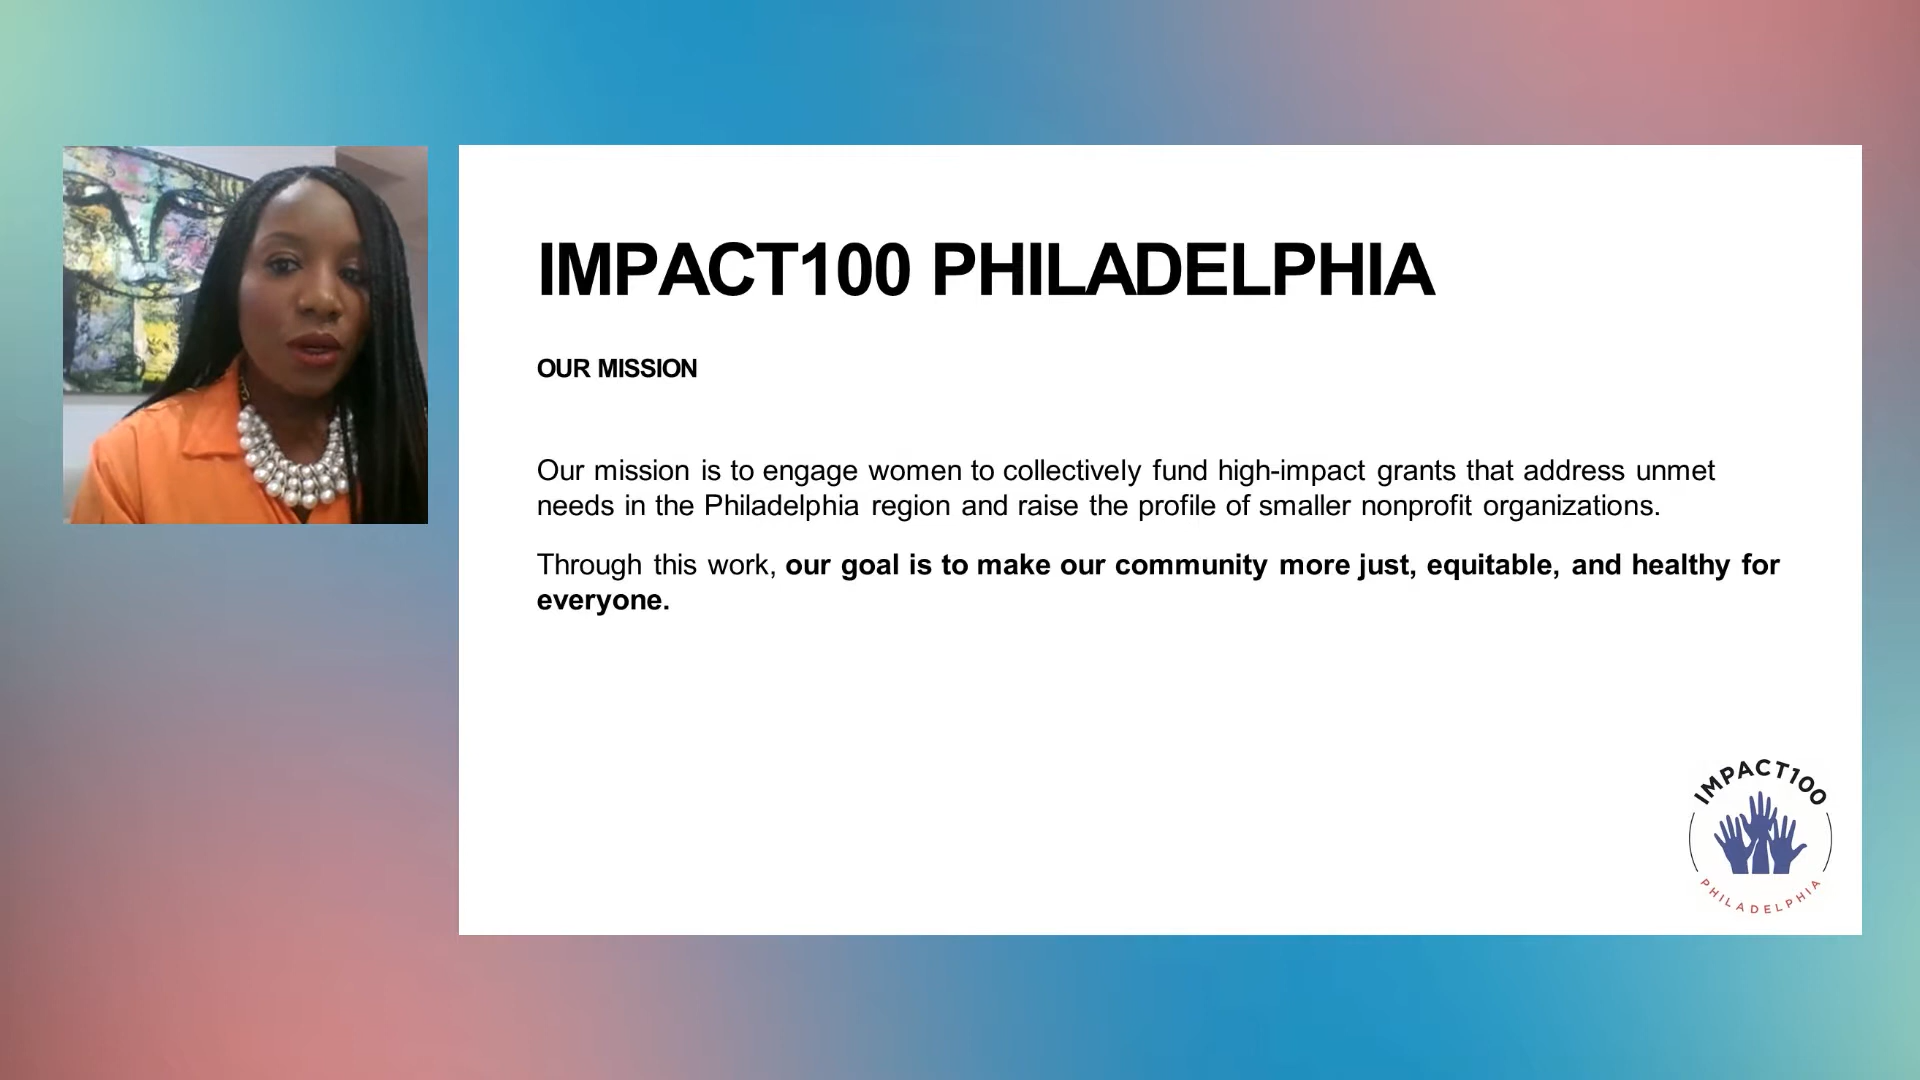 IMPACT100 PHILADELPHIA
OUR MISSION
Our mission is to engage women to collectively fund high-impact grants that address unmet
needs in the Philadelphia region and raise the profile of smaller nonprofit organizations.
Through this work, our goal is to make our community more just, equitable, and healthy for
everyone.
IMPACT100
PHILADELPHIA